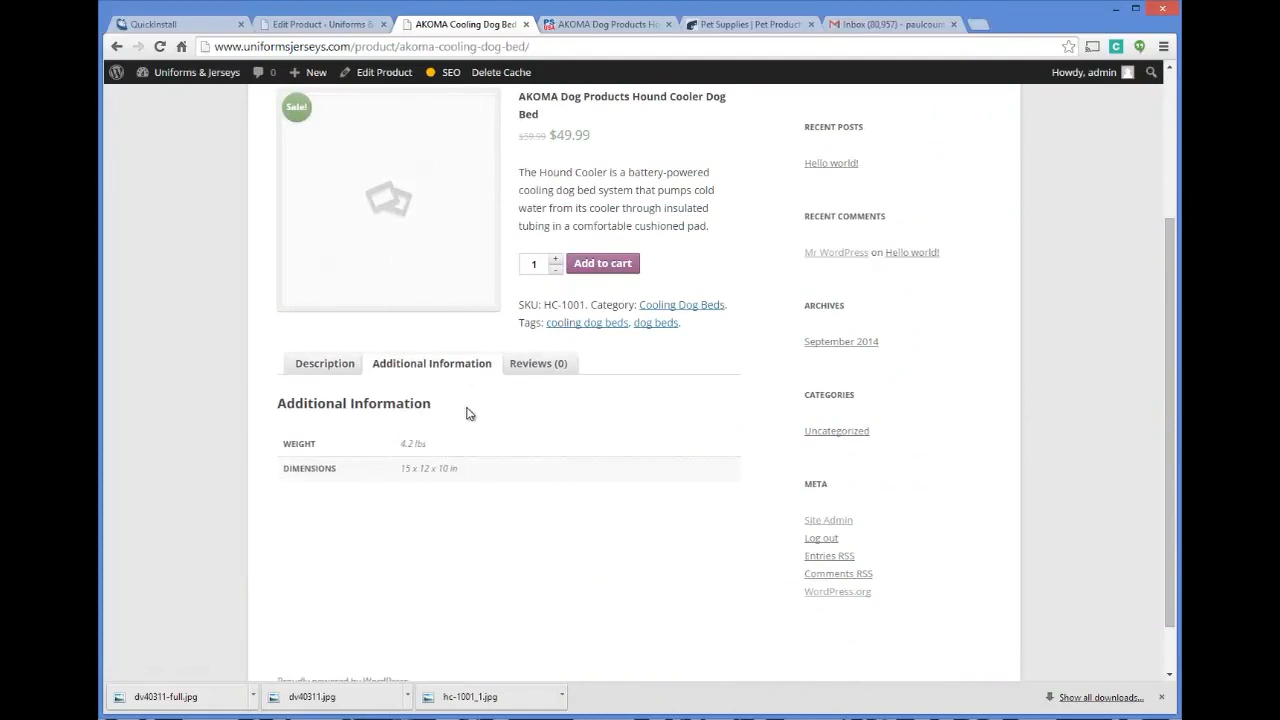 QuickInstall
Edit Product ‹ Uniforms &
AKOMA Cooling Dog Bed
AKOMA Dog Products Ho
Pet Supplies | Pet Product
Inbox (80,957) - paulcoum
www.uniformsjerseys.com/product/akoma-cooling-dog-bed/
Uniforms & Jerseys
0
New
Edit Product
SEO
Delete Cache
Howdy, admin
Sale!
AKOMA Dog Products Hound Cooler Dog
Bed
$59.99 $49.99
The Hound Cooler is a battery-powered
cooling dog bed system that pumps cold
water from its cooler through insulated
tubing in a comfortable cushioned pad.
1
+
-
Add to cart
SKU: HC-1001. Category: Cooling Dog Beds.
Tags: cooling dog beds, dog beds.
Description
Additional Information
Reviews (0)
Additional Information
WEIGHT 4.2 lbs
DIMENSIONS 15 x 12 x 10 in
RECENT POSTS
Hello world!
RECENT COMMENTS
Mr WordPress on Hello world!
ARCHIVES
September 2014
CATEGORIES
Uncategorized
META
Site Admin
Log out
Entries RSS
Comments RSS
WordPress.org
Proudly powered by WordPress
dv40311-full.jpg
dv40311.jpg
hc-1001_1.jpg
Show all downloads...